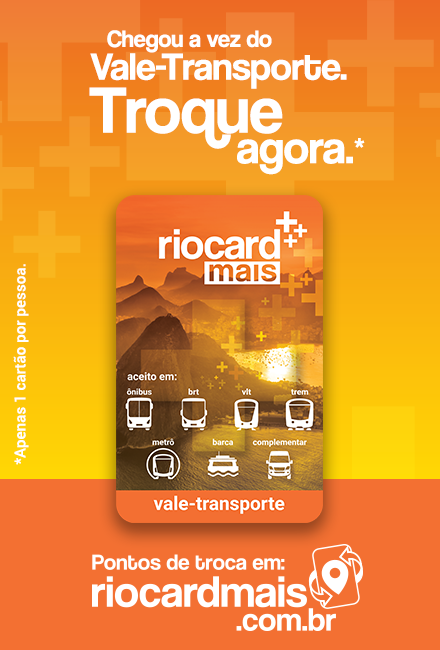 Chegou a vez do
Vale-Transporte.
Troque
agora.*
riocard
mais
aceito em:
ônibus brt vlt trem
metrô barca complementar
vale-transporte
*Apenas 1 cartão por pessoa.
Pontos de troca em:
riocardmais
.com.br